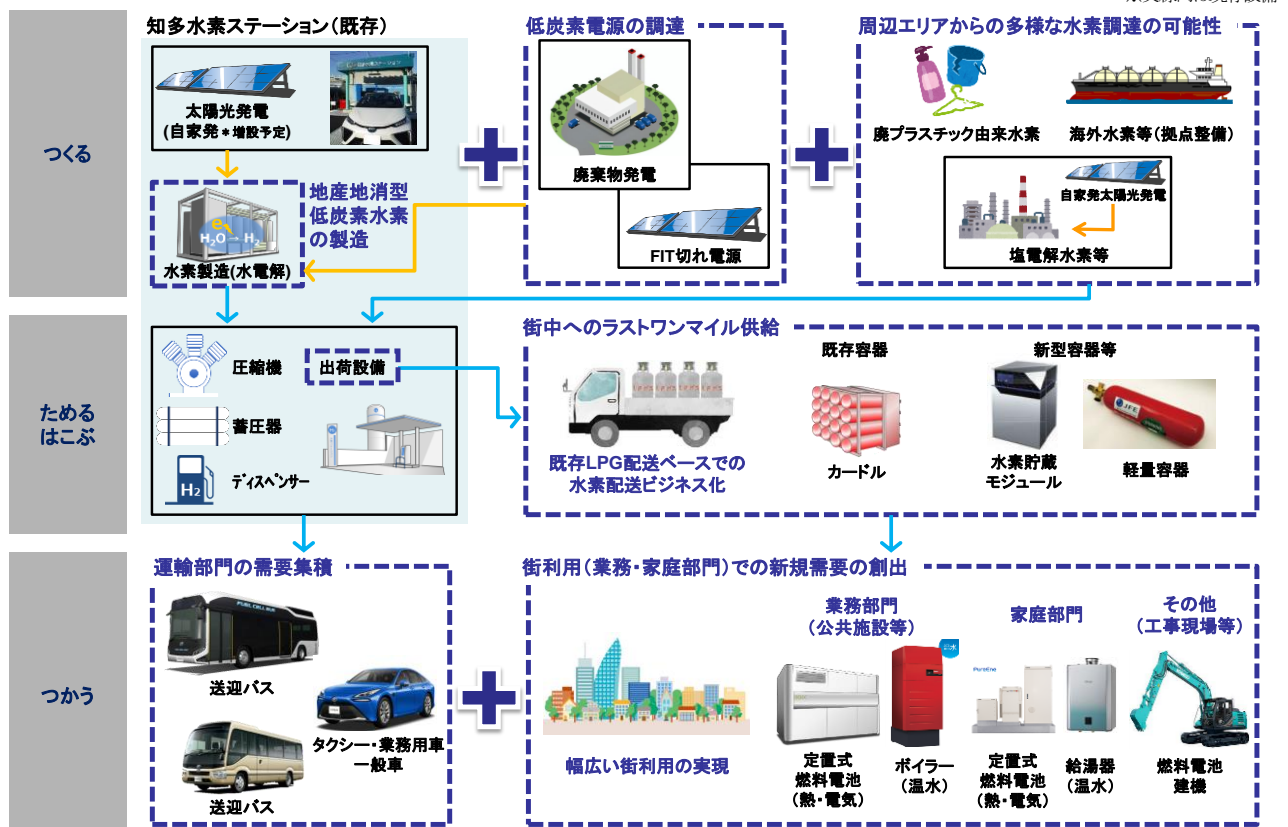 知多水素ステーション（既存）
低炭素電源の調達
周辺エリアからの多様な水素調達の可能性
つくる
太陽光発電
(自家発＊増設予定)
地産地消型
低炭素水素
の製造
e
H₂O → H₂
水素製造(水電解)
廃棄物発電
FIT切れ電源
廃プラスチック由来水素
海外水素等（拠点整備）
自家発太陽光発電
塩電解水素等
ためる
はこぶ
圧縮機
出荷設備
蓄圧器
H₂
ディスペンサー
街中へのラストワンマイル供給
既存容器
新型容器等
既存LPG配送ベースでの
水素配送ビジネス化
カードル
水素貯蔵
モジュール
JFE
軽量容器
つかう
運輸部門の需要集積
FUEL CELL BUS
送迎バス
タクシー・業務用車
一般車
送迎バス
街利用（業務・家庭部門）での新規需要の創出
業務部門
（公共施設等）
家庭部門
その他
（工事現場等）
PureEne
幅広い街利用の実現
定置式
燃料電池
（熱・電気）
ボイラー
（温水）
定置式
燃料電池
（熱・電気）
給湯器
（温水）
燃料電池
建機